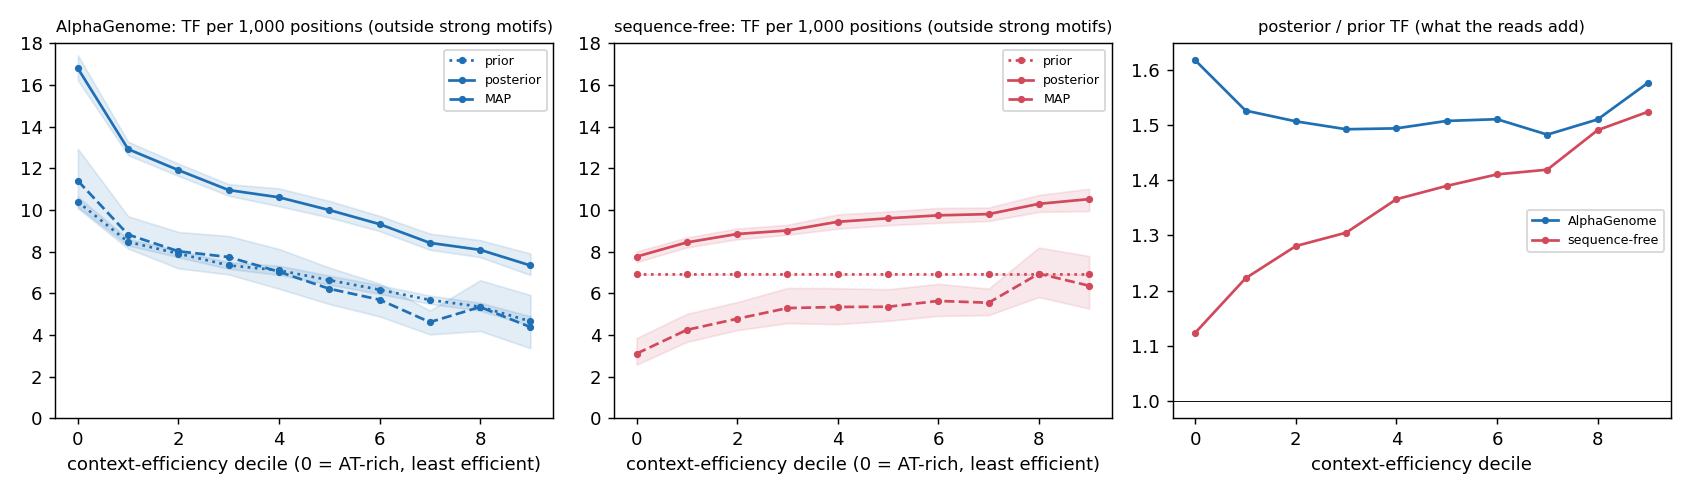 AlphaGenome: TF per 1,000 positions (outside strong motifs)
18
16
14
12
10
8
6
4
2
0
prior
posterior
MAP
0 2 4 6 8
context-efficiency decile (0 = AT-rich, least efficient)
sequence-free: TF per 1,000 positions (outside strong motifs)
18
16
14
12
10
8
6
4
2
0
prior
posterior
MAP
0 2 4 6 8
context-efficiency decile (0 = AT-rich, least efficient)
posterior / prior TF (what the reads add)
1.6
1.5
1.4
1.3
1.2
1.1
1.0
AlphaGenome
sequence-free
0 2 4 6 8
context-efficiency decile